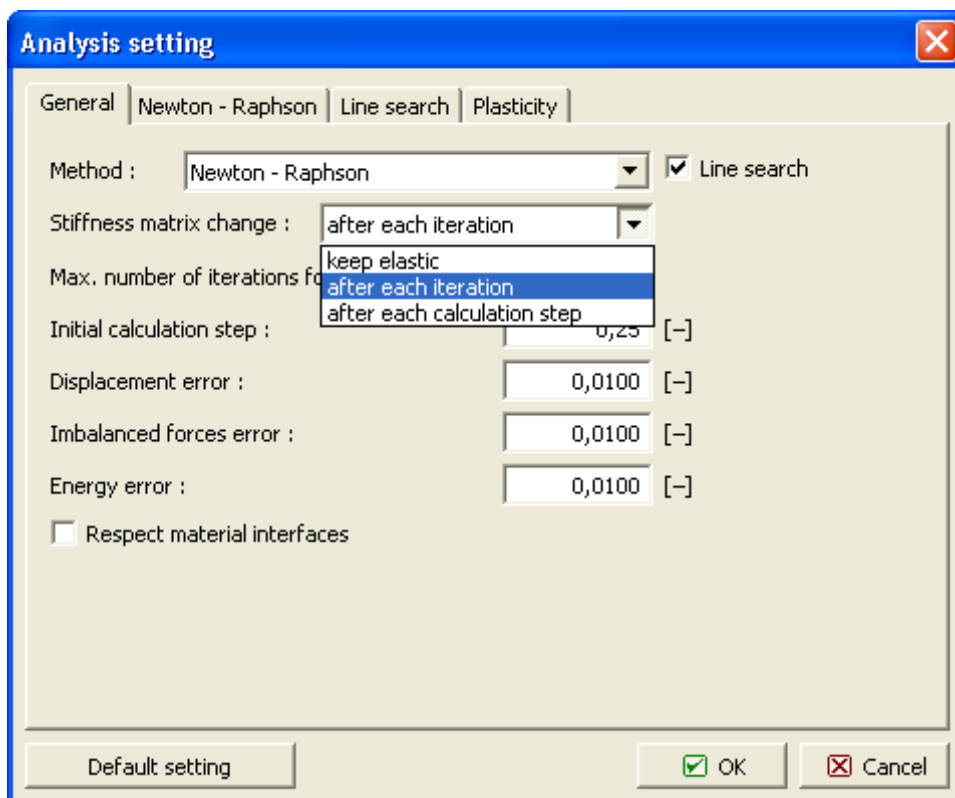 Analysis setting
General Newton - Raphson Line search Plasticity
Method : Newton - Raphson Line search
Stiffness matrix change : after each iteration
keep elastic
Max. number of iterations
after each iteration
after each calculation step
Initial calculation step : 0,25 [–]
Displacement error : 0,0100 [–]
Imbalanced forces error : 0,0100 [–]
Energy error : 0,0100 [–]
Respect material interfaces
Default setting OK Cancel